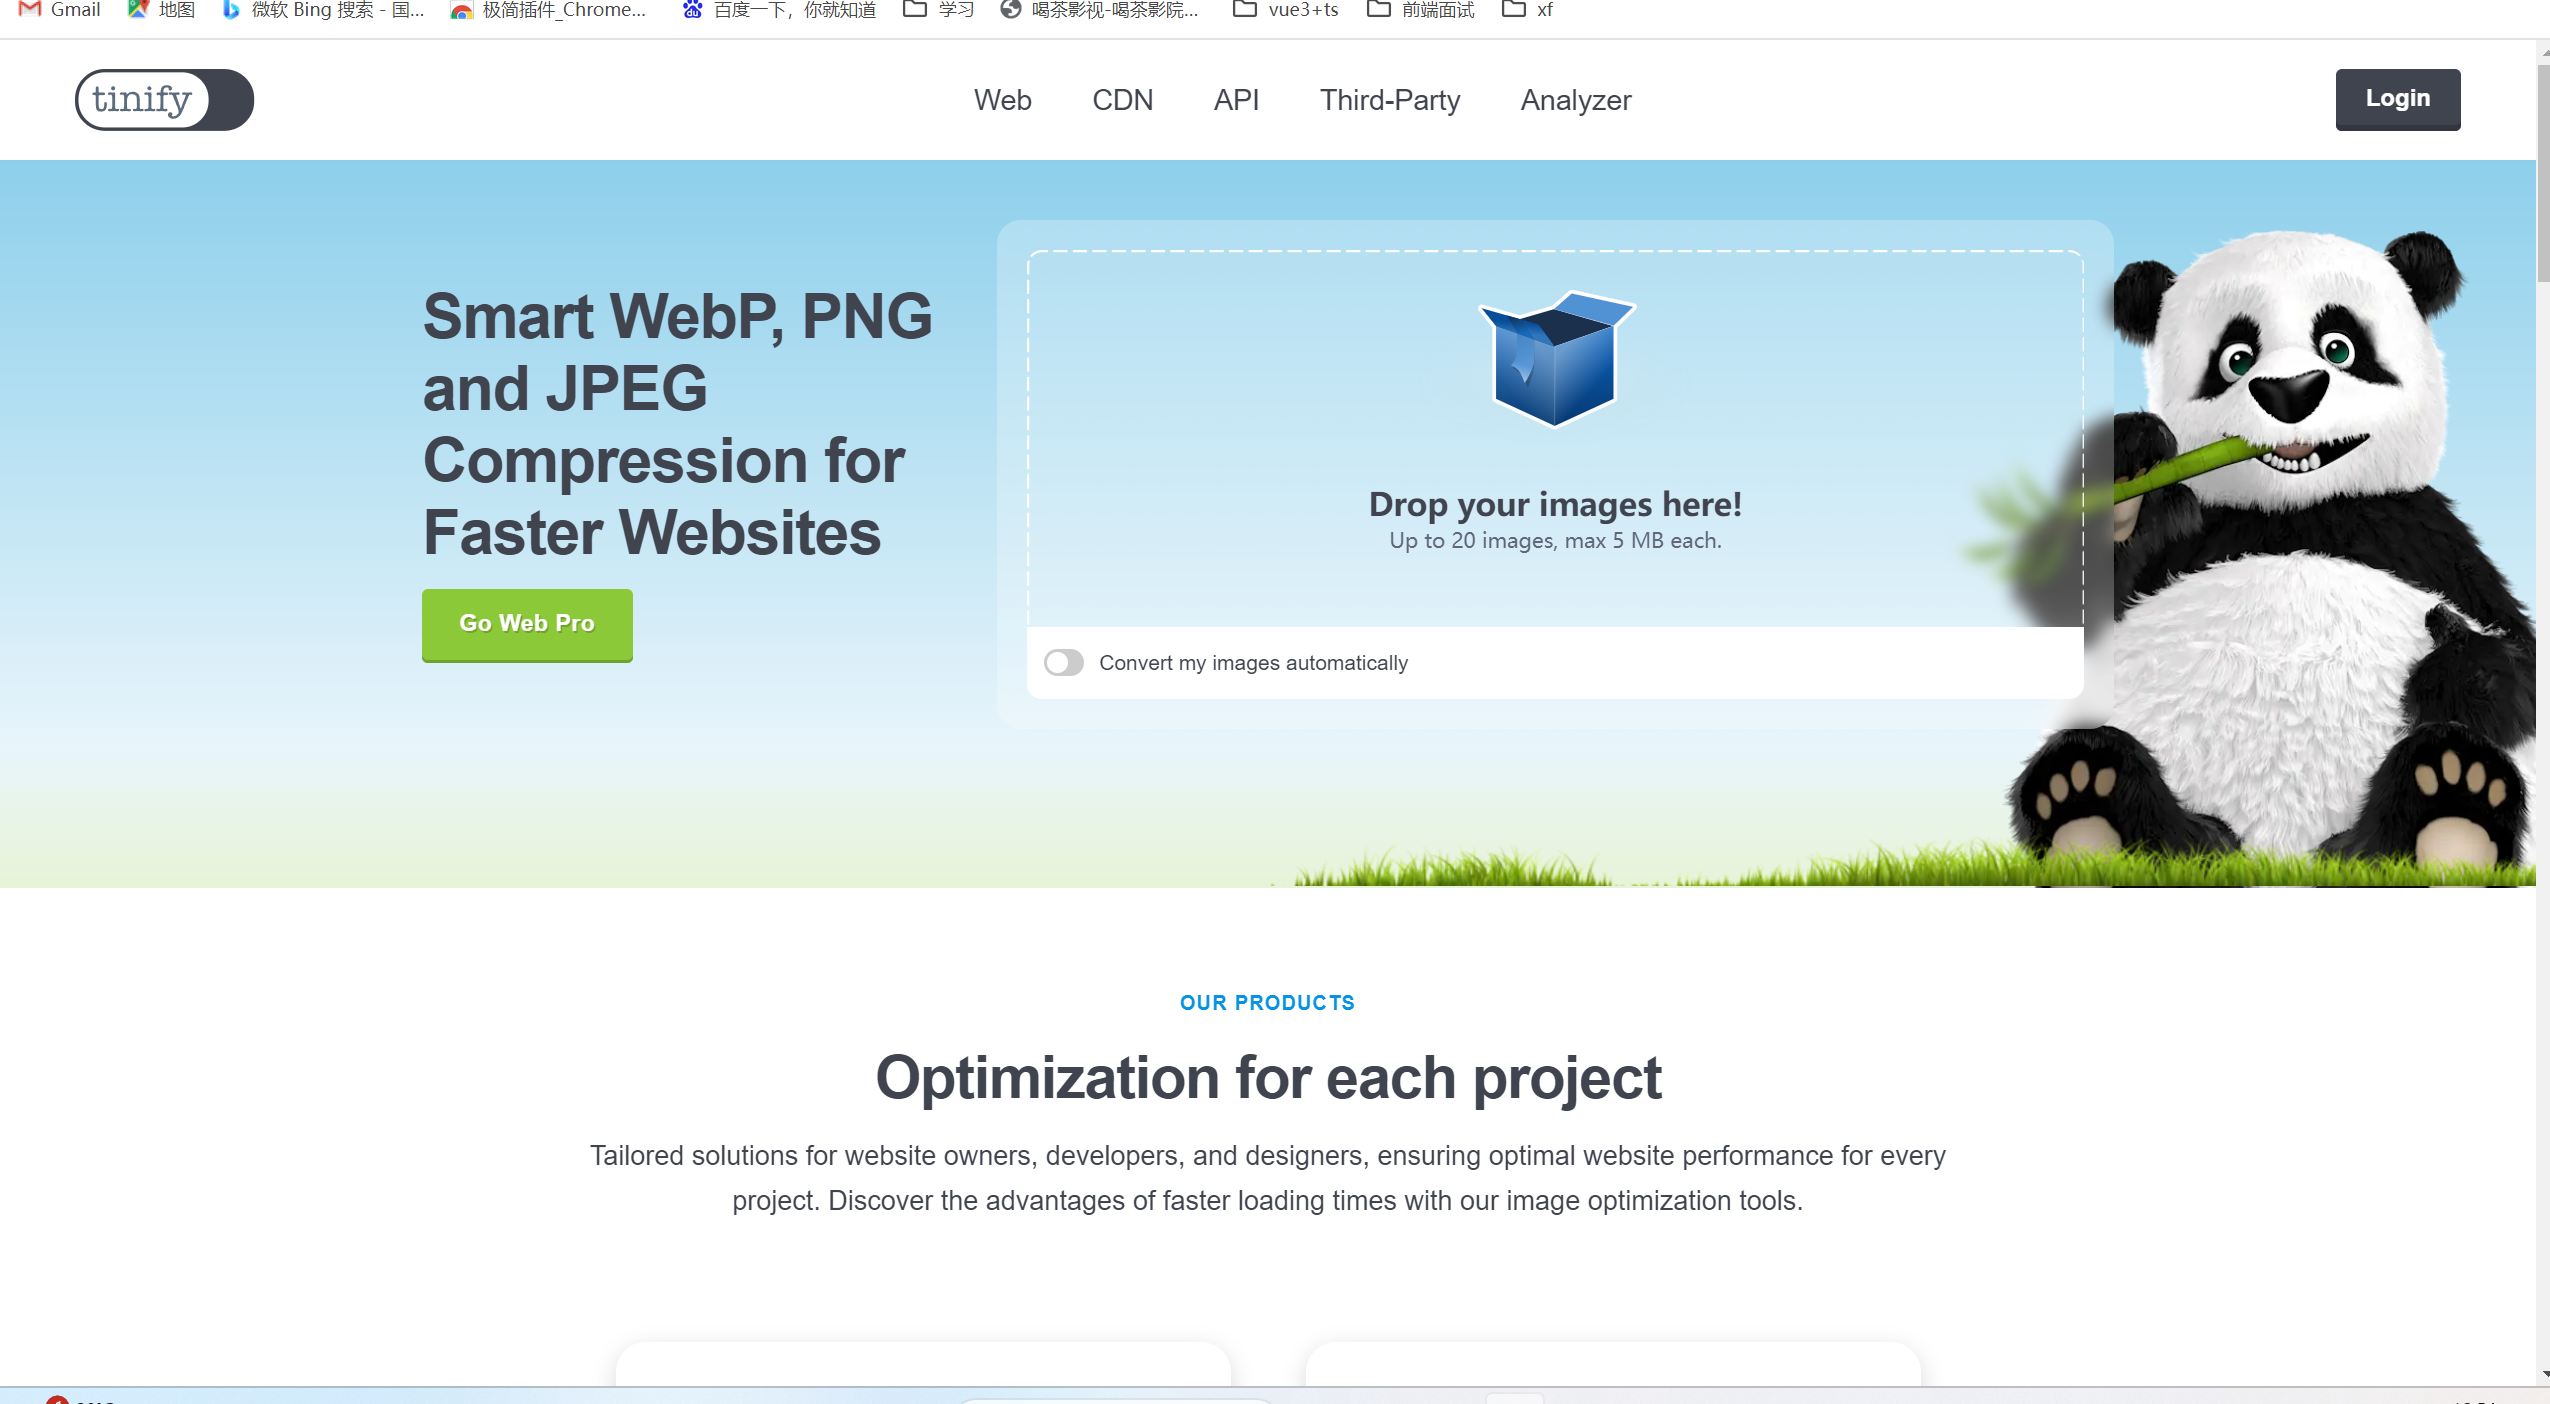 Gmail 地图 微软 Bing 搜索 - 国... 极简插件_Chrome... 百度一下，你就知道 学习 喝茶影视-喝茶影院... vue3+ts 前端面试 xf
tinify Web CDN API Third-Party Analyzer Login
Smart WebP, PNG
and JPEG
Compression for
Faster Websites
Go Web Pro
Drop your images here!
Up to 20 images, max 5 MB each.
Convert my images automatically
OUR PRODUCTS
Optimization for each project
Tailored solutions for website owners, developers, and designers, ensuring optimal website performance for every
project. Discover the advantages of faster loading times with our image optimization tools.